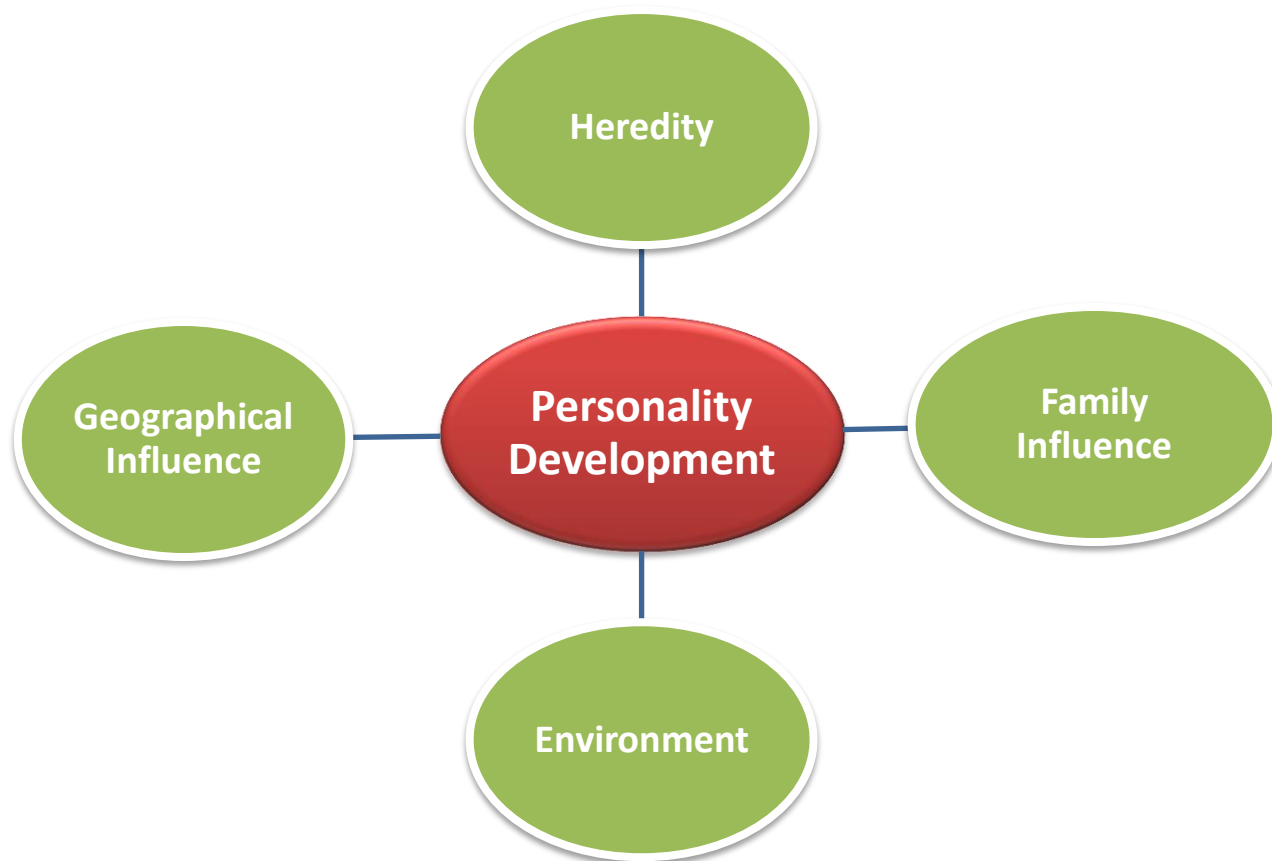 Heredity
Geographical
Influence
Personality
Development
Family
Influence
Environment